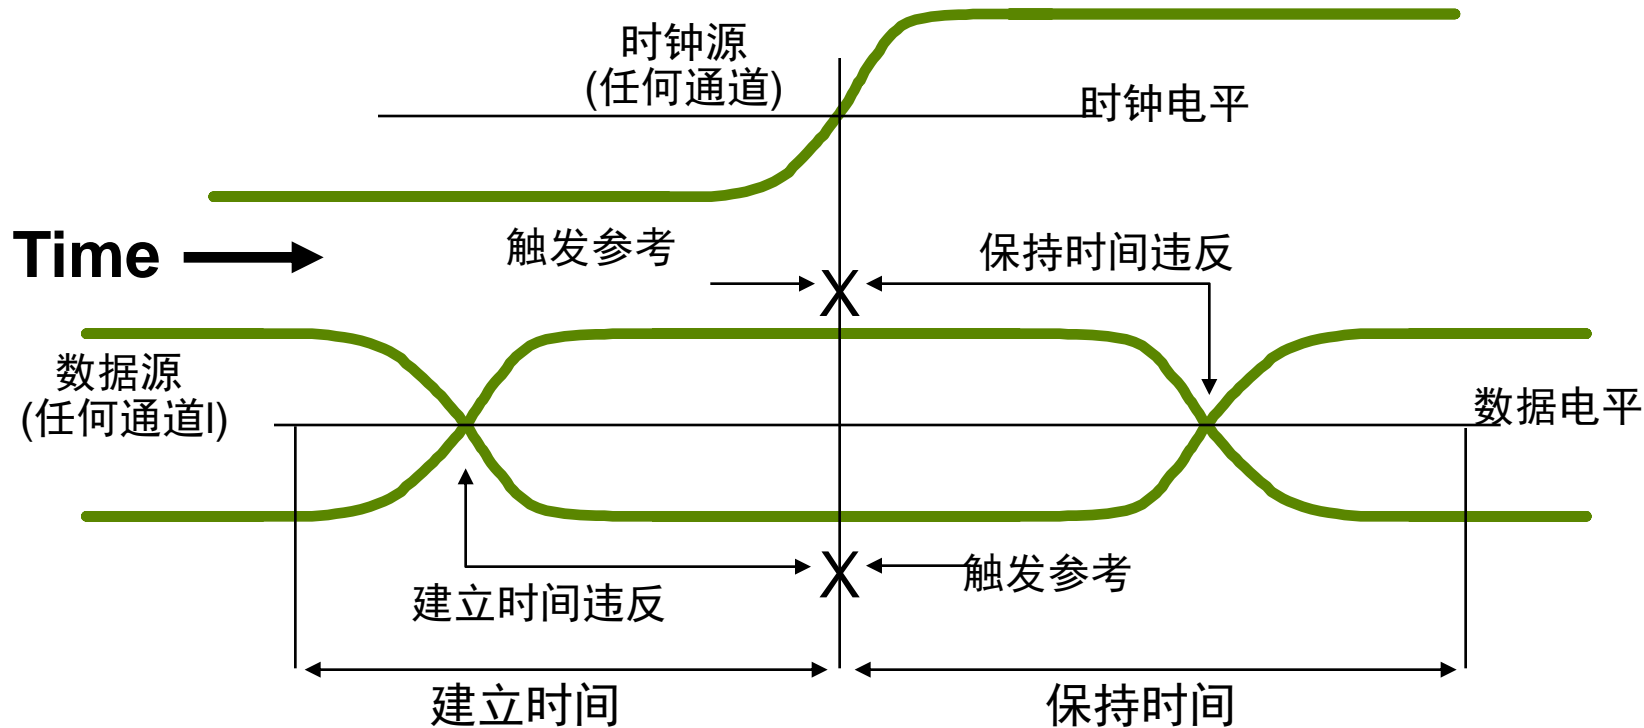 时钟源
(任何通道)
时钟电平
触发参考
保持时间违反
Time
X
数据源
(任何通道l)
数据电平
X
触发参考
建立时间违反
建立时间
保持时间